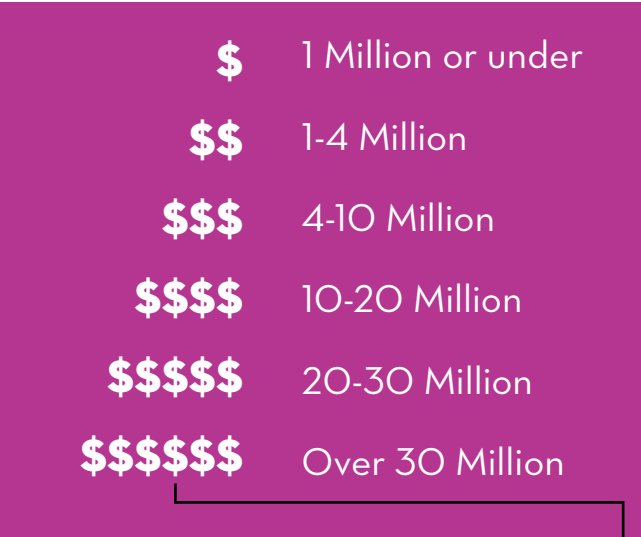 $ 1 Million or under
$$ 1-4 Million
$$$ 4-10 Million
$$$$ 10-20 Million
$$$$$ 20-30 Million
$$$$$$ Over 30 Million